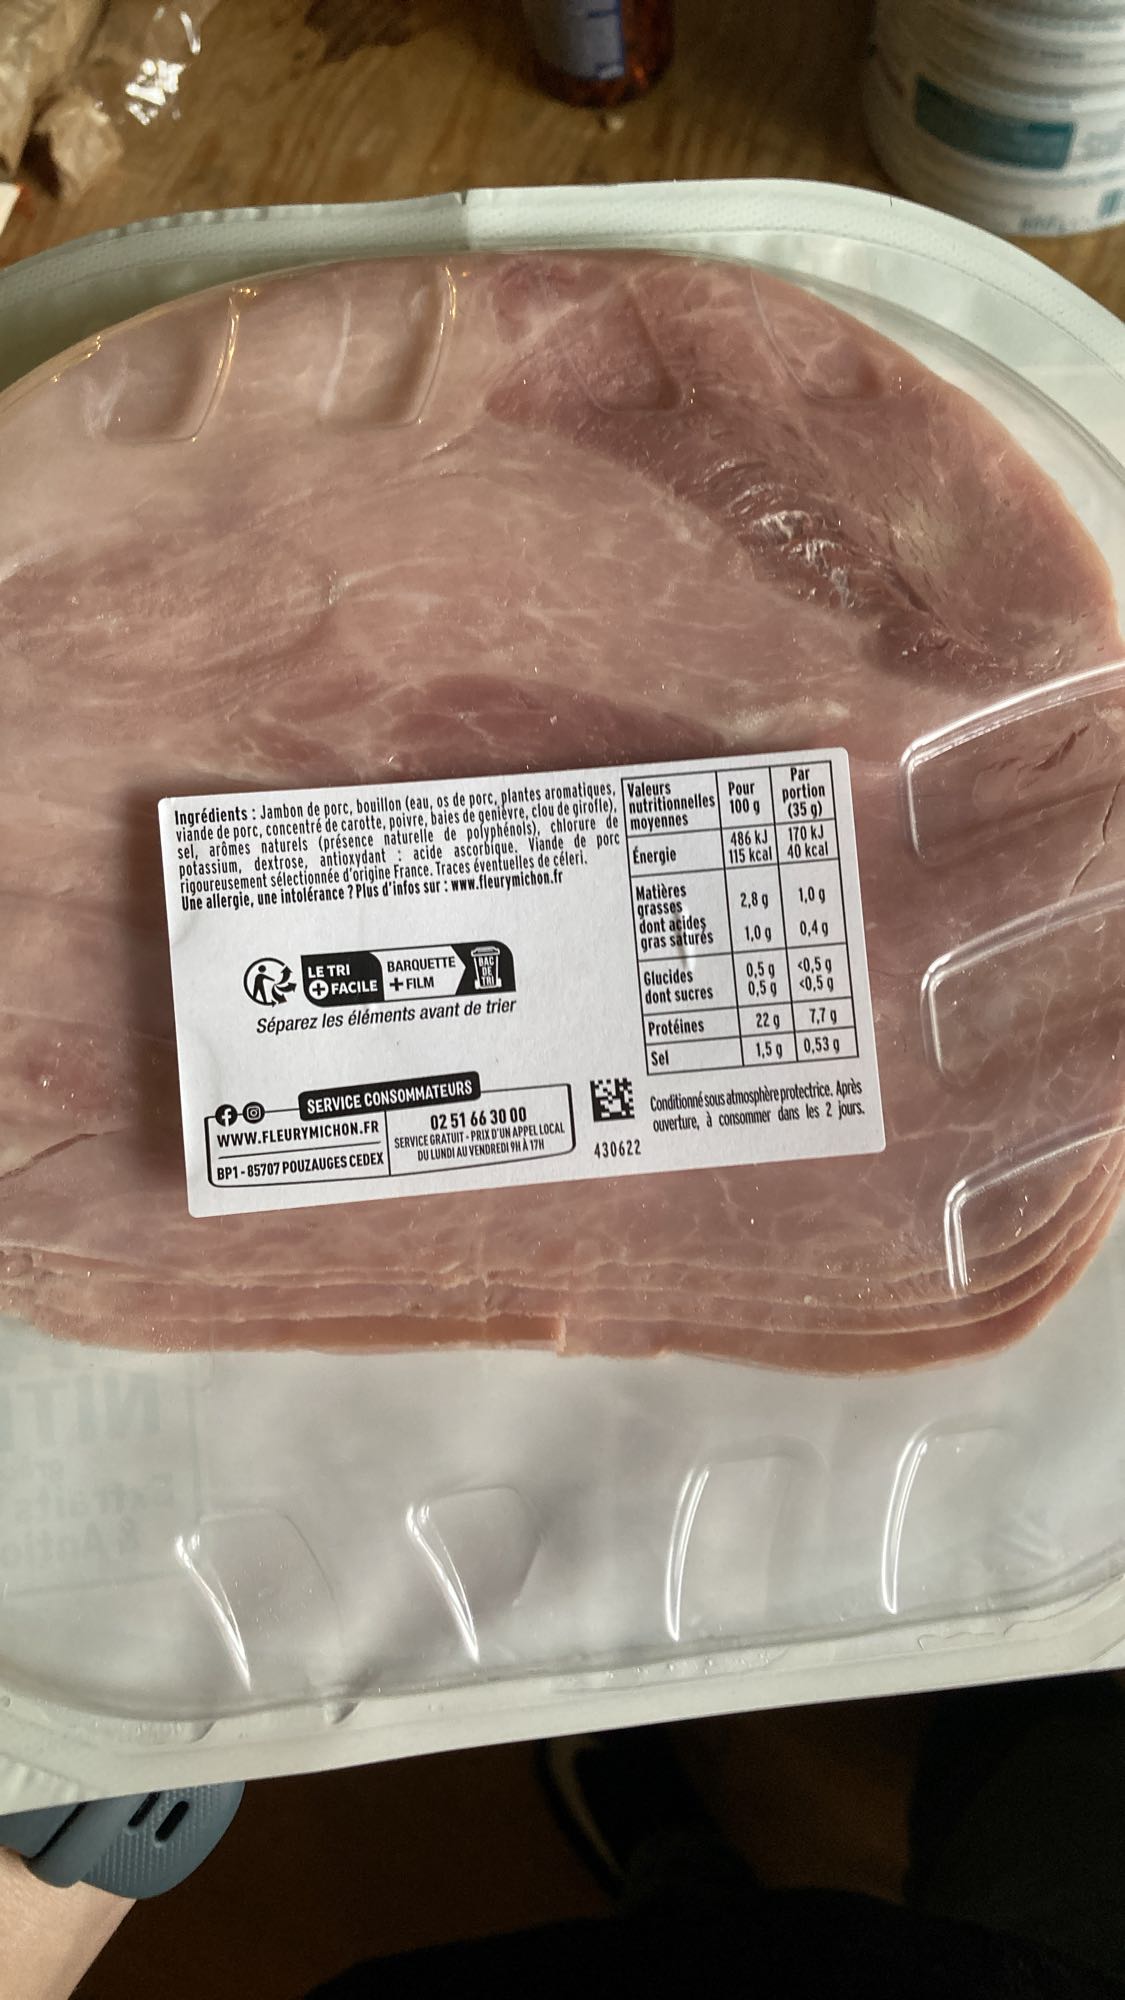 Ingrédients : Jambon de porc, bouillon (eau, os de porc, plantes aromatiques,
viande de porc, concentré de carotte, poivre, baies de genièvre, clou de girofle),
sel, arômes naturels (présence naturelle de polyphénols), chlorure de
potassium, dextrose, antioxydant : acide ascorbique. Viande de porc
rigoureusement sélectionnée d'origine France. Traces éventuelles de céleri.
Une allergie, une intolérance ? Plus d'infos sur : www.fleurymichon.fr
LE TRI
+ FACILE
BARQUETTE
+ FILM
BAC
DE
TRI
Séparez les éléments avant de trier
SERVICE CONSOMMATEURS
WWW.FLEURYMICHON.FR
BP1 - 85707 POUZAUGES CEDEX
02 51 66 30 00
SERVICE GRATUIT - PRIX D'UN APPEL LOCAL
DU LUNDI AU VENDREDI 9H À 17H
Valeurs nutritionnelles moyennes Pour 100 g Par portion (35 g)
Énergie 486 kJ 115 kcal 170 kJ 40 kcal
Matières grasses 2,8 g 1,0 g
dont acides gras saturés 1,0 g 0,4 g
Glucides 0,5 g <0,5 g
dont sucres 0,5 g <0,5 g
Protéines 22 g 7,7 g
Sel 1,5 g 0,53 g
430622
Conditionné sous atmosphère protectrice. Après
ouverture, à consommer dans les 2 jours.